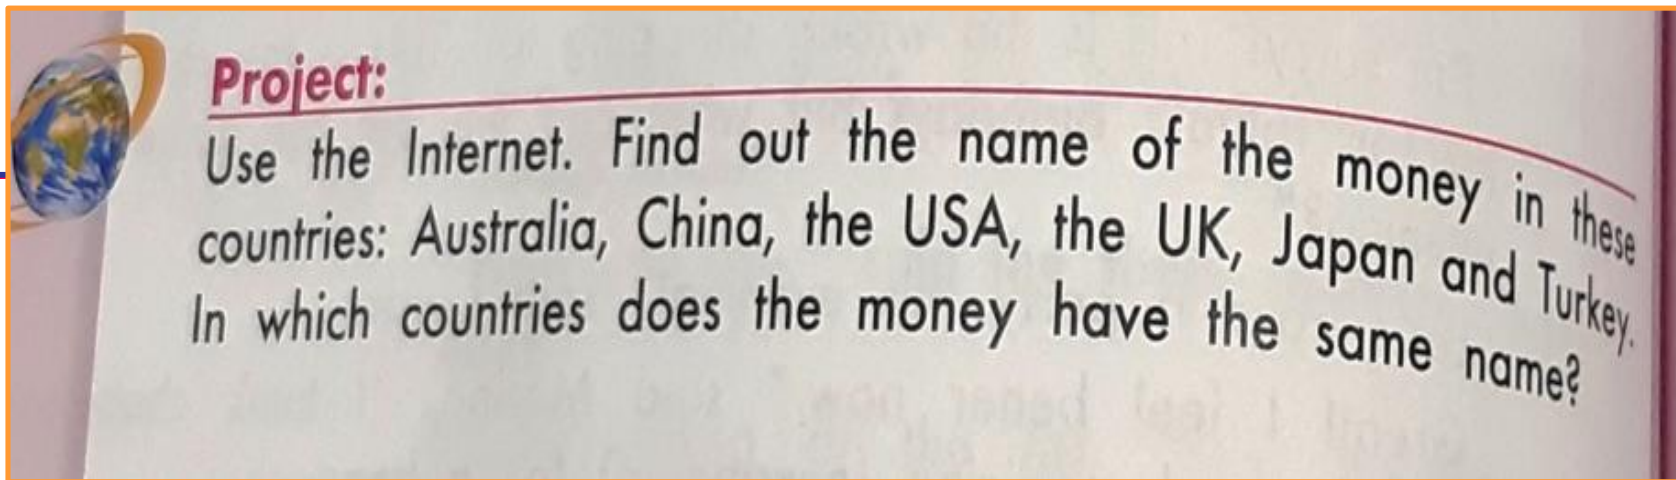 Project:
Use the Internet. Find out the name of the money in these
countries: Australia, China, the USA, the UK, Japan and Turkey.
In which countries does the money have the same name?